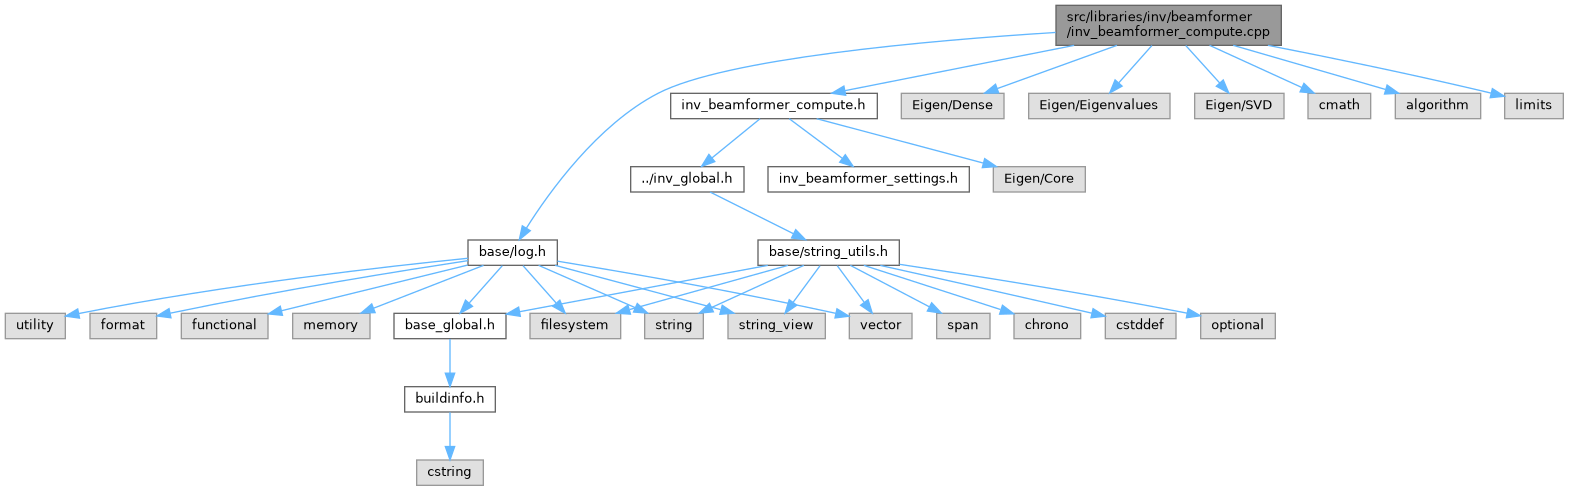 src/libraries/inv/beamformer
/inv_beamformer_compute.cpp
inv_beamformer_compute.h
Eigen/Dense
Eigen/Eigenvalues
Eigen/SVD
cmath
algorithm
limits
../inv_global.h
inv_beamformer_settings.h
Eigen/Core
base/log.h
base/string_utils.h
utility
format
functional
memory
base_global.h
filesystem
string
string_view
vector
span
chrono
cstddef
optional
buildinfo.h
cstring